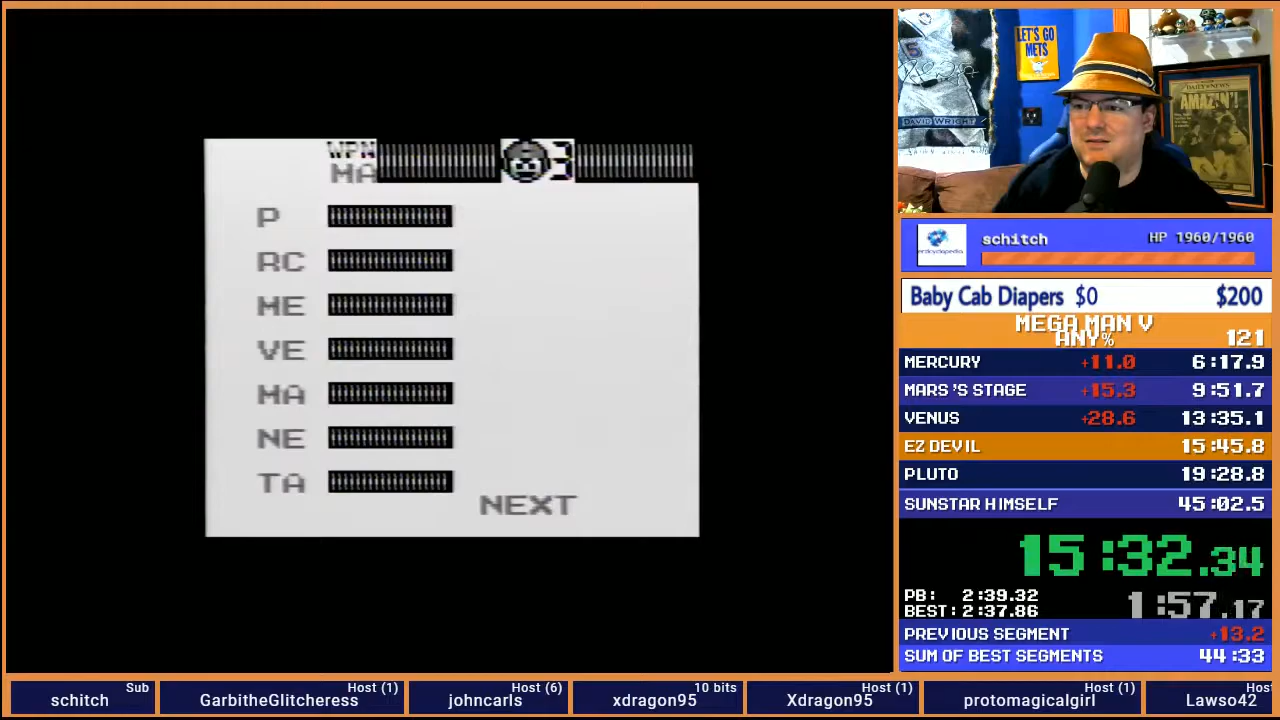 WPN
MA
3
P
RC
ME
VE
MA
NE
TA
NEXT
LET'S GO
METS
DAVID WRIGHT
DAILY NEWS
AMAZIN'!
schitch HP 1960/1960
Baby Cab Diapers $0 $200
MEGA MAN V
ANY% 121
MERCURY +11.0 6:17.9
MARS'S STAGE +15.3 9:51.7
VENUS +28.6 13:35.1
EZ DEVIL 15:45.8
PLUTO 19:28.8
SUNSTAR HIMSELF 45:02.5
15:32.34
PB: 2:39.32
BEST: 2:37.86
1:57.17
PREVIOUS SEGMENT +13.2
SUM OF BEST SEGMENTS 44:33
Sub
schitch
Host (1)
GarbitheGlitcheress
Host (6)
johncarls
10 bits
xdragon95
Host (1)
Xdragon95
Host (1)
protomagicalgirl
Host
Lawso42